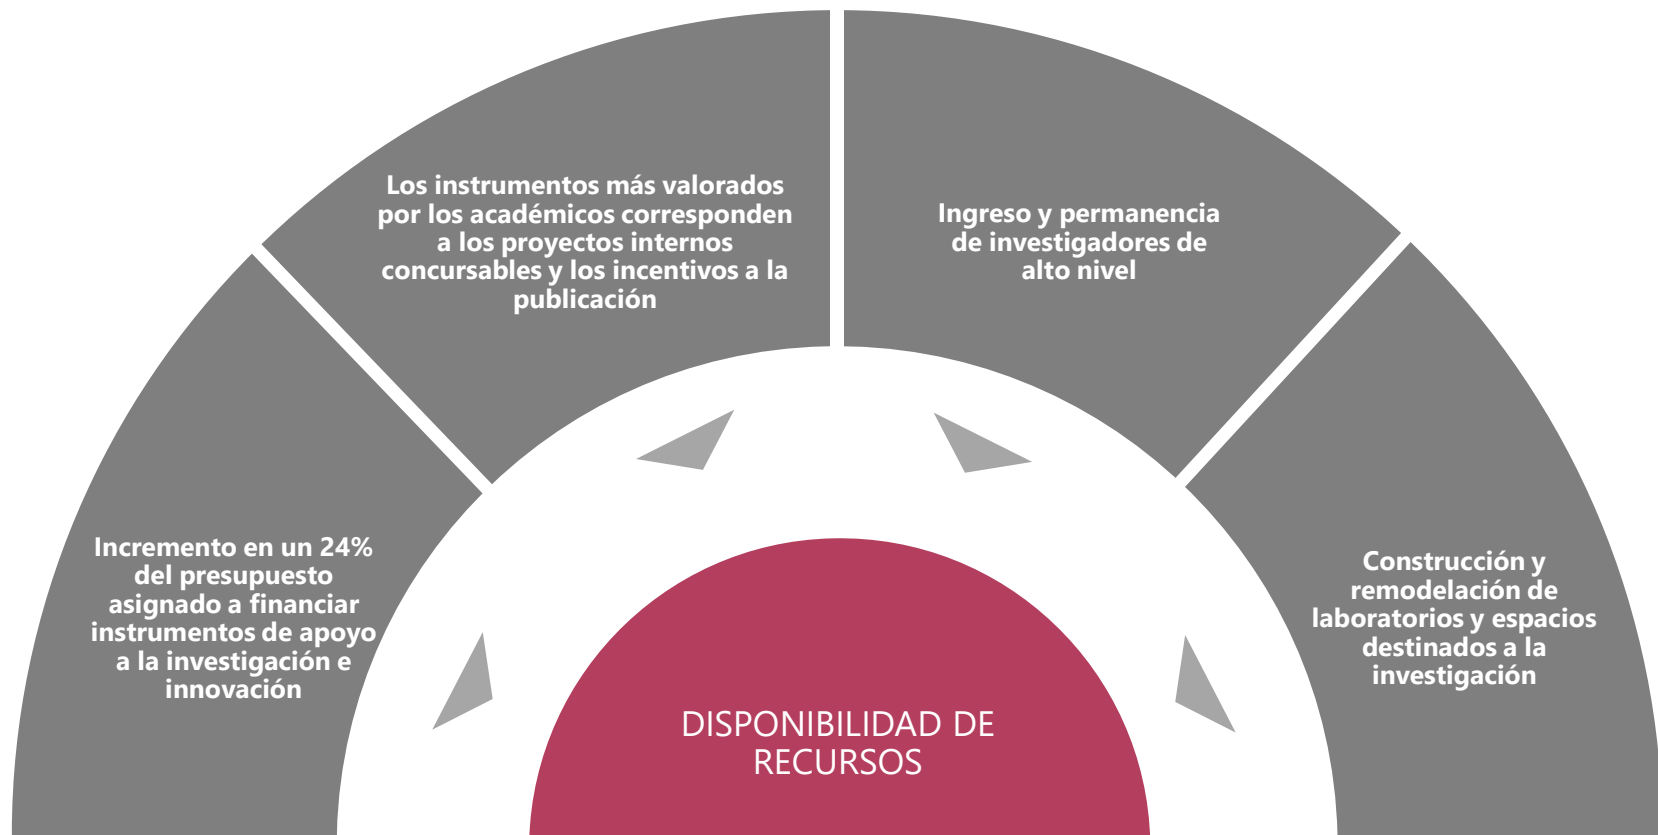 Los instrumentos más valorados
por los académicos corresponden
a los proyectos internos
concursables y los incentivos a la
publicación
Ingreso y permanencia
de investigadores de
alto nivel
Incremento en un 24%
del presupuesto
asignado a financiar
instrumentos de apoyo
a la investigación e
innovación
Construcción y
remodelación de
laboratorios y espacios
destinados a la
investigación
DISPONIBILIDAD DE
RECURSOS